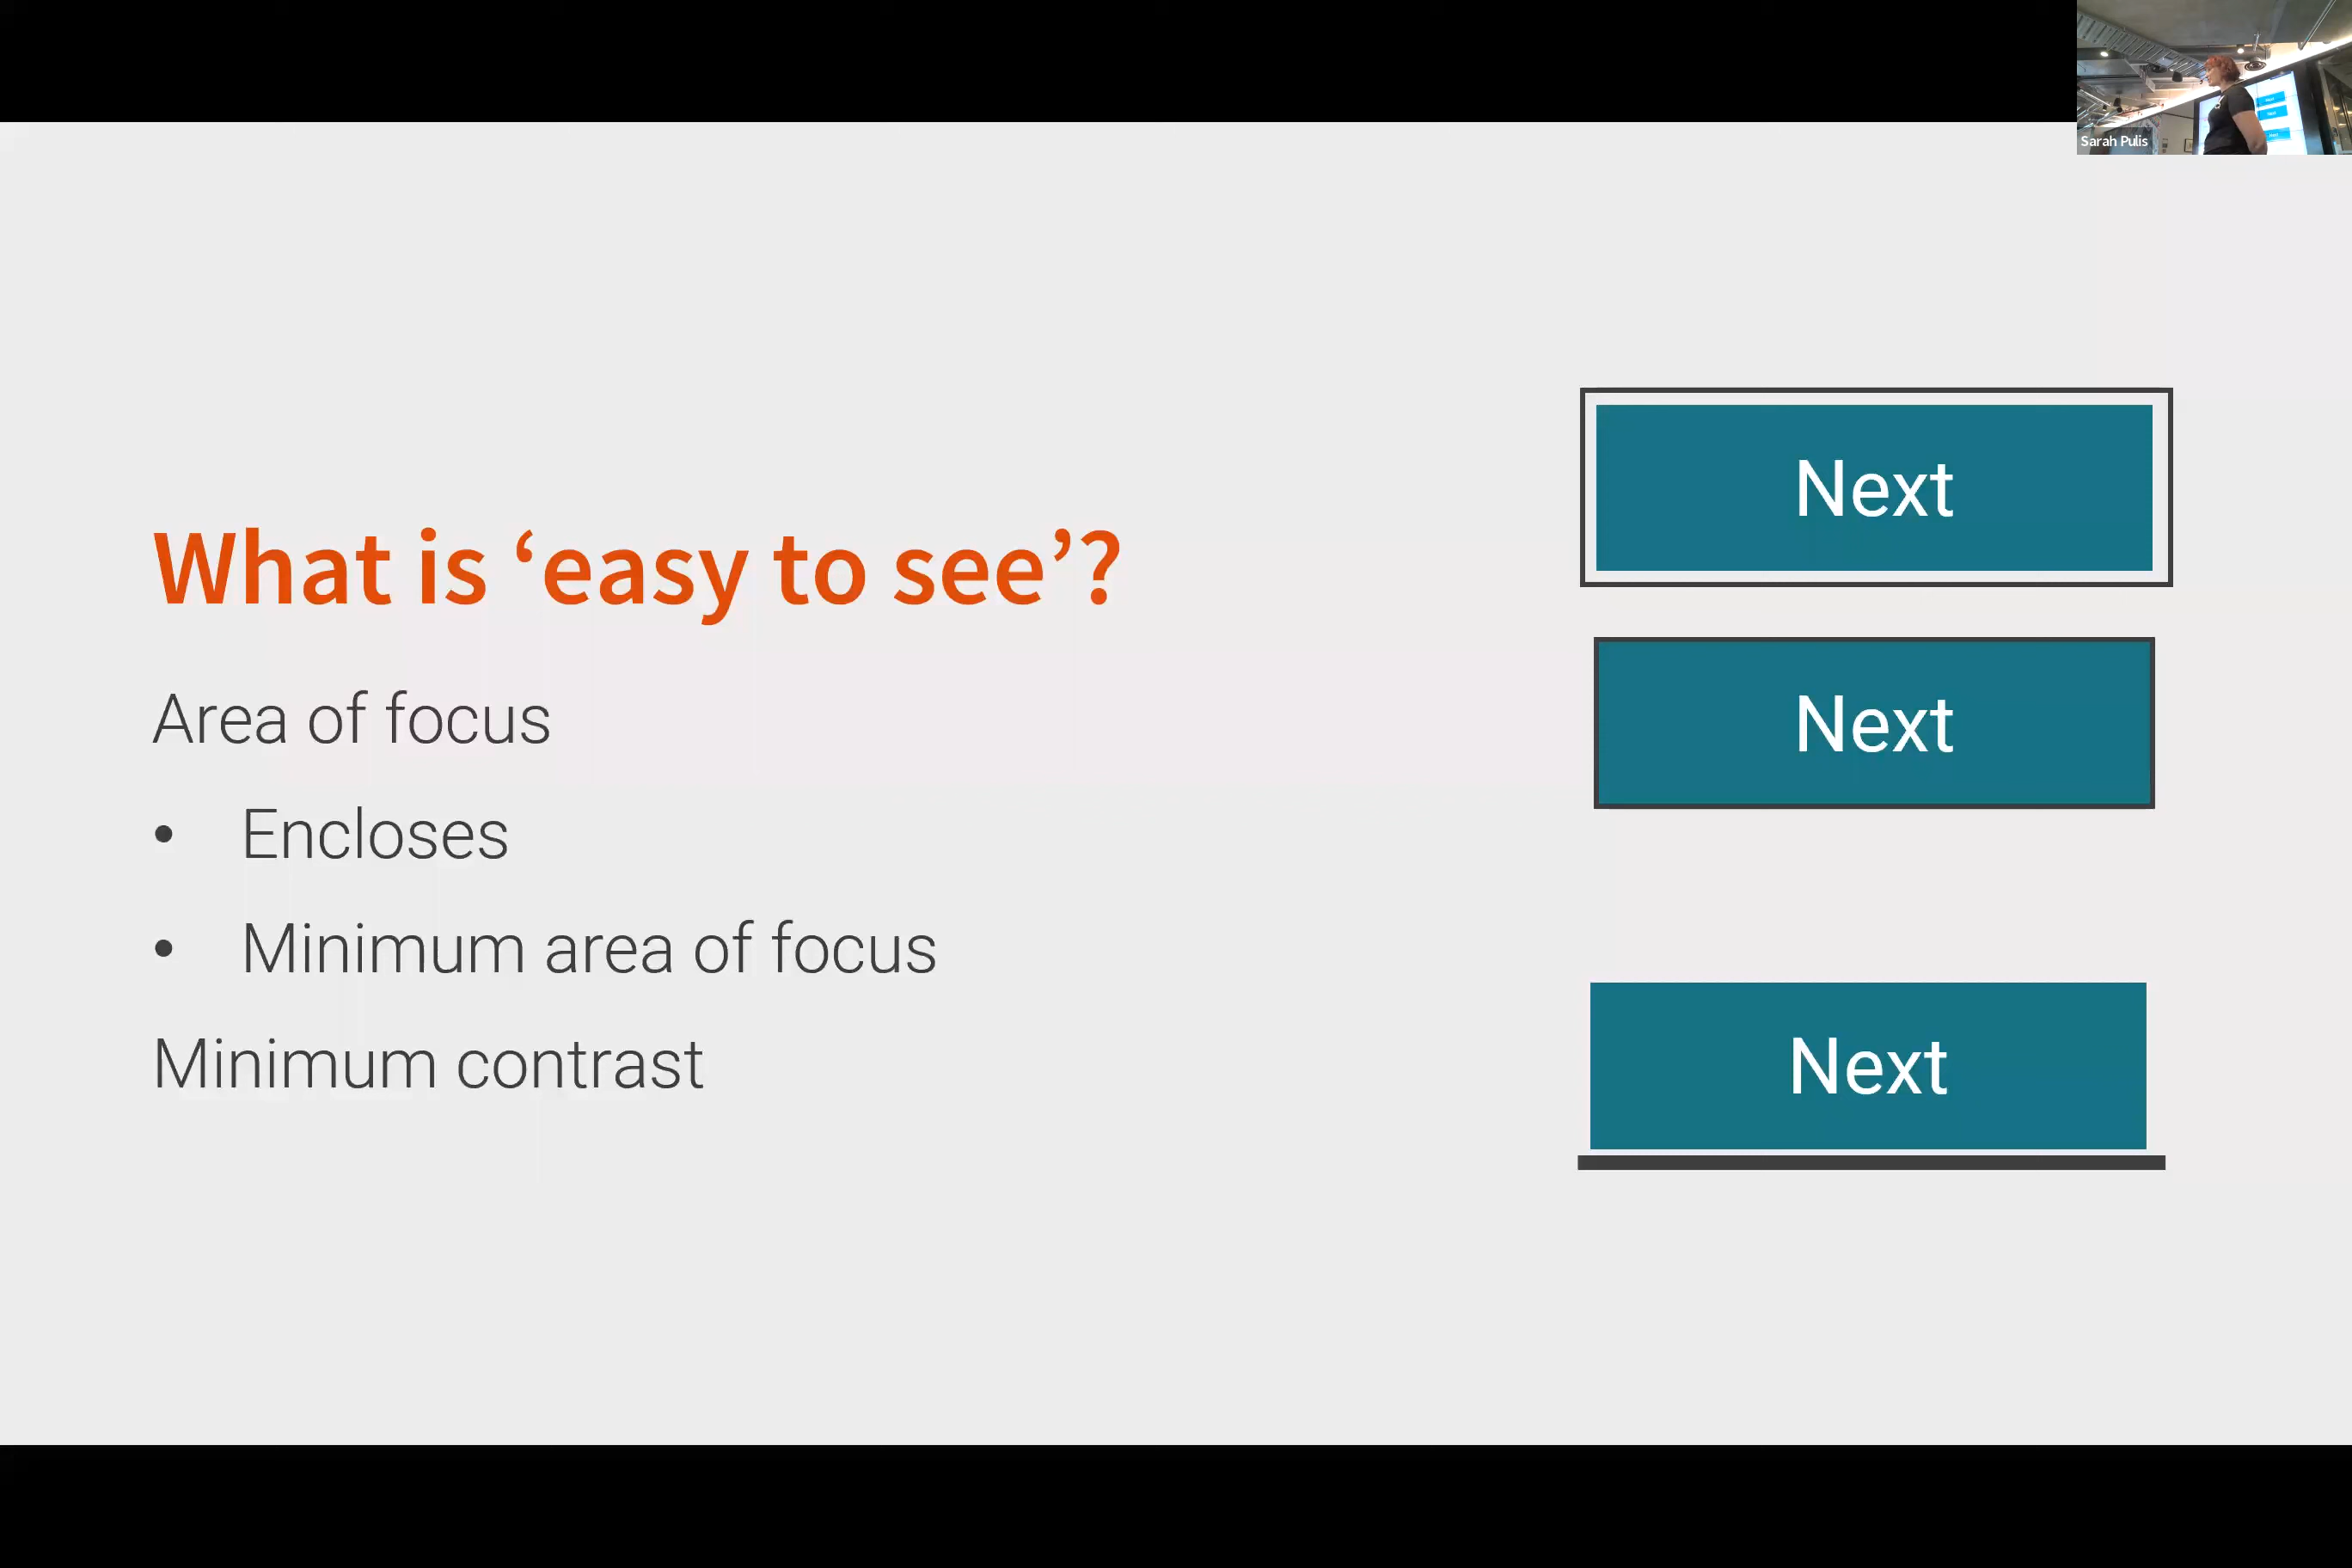 Sarah Pulis
What is ‘easy to see’?
Area of focus
• Encloses
• Minimum area of focus
Minimum contrast
Next
Next
Next